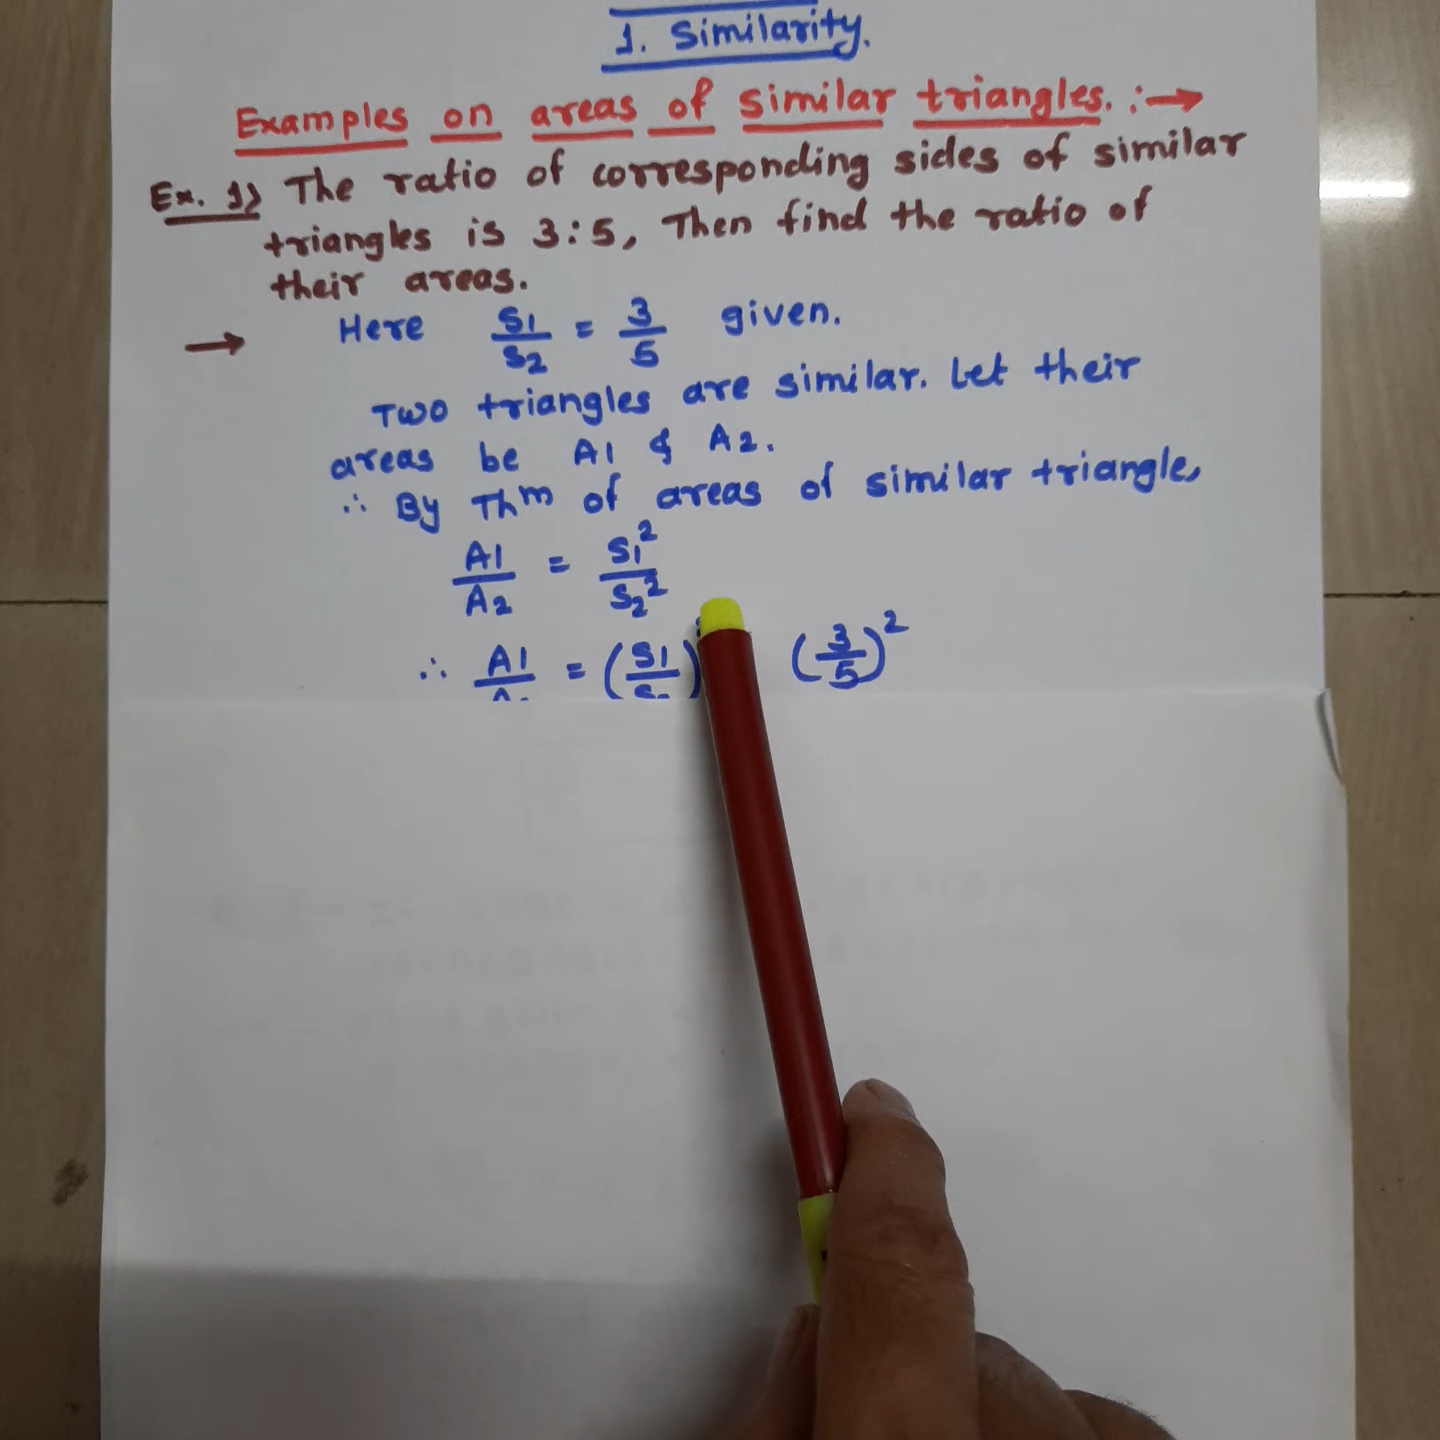 1. Similarity.
Examples on areas of similar triangles. :→
Ex. 1) The ratio of corresponding sides of similar
triangles is 3:5, Then find the ratio of
their areas.
→ Here S1/S2 = 3/5 given.
Two triangles are similar. Let their
areas be A1 & A2.
∴ By Thm of areas of similar triangle,
A1/A2 = S1²/S2²
∴ A1/ = (S1/ ) (3/5)²